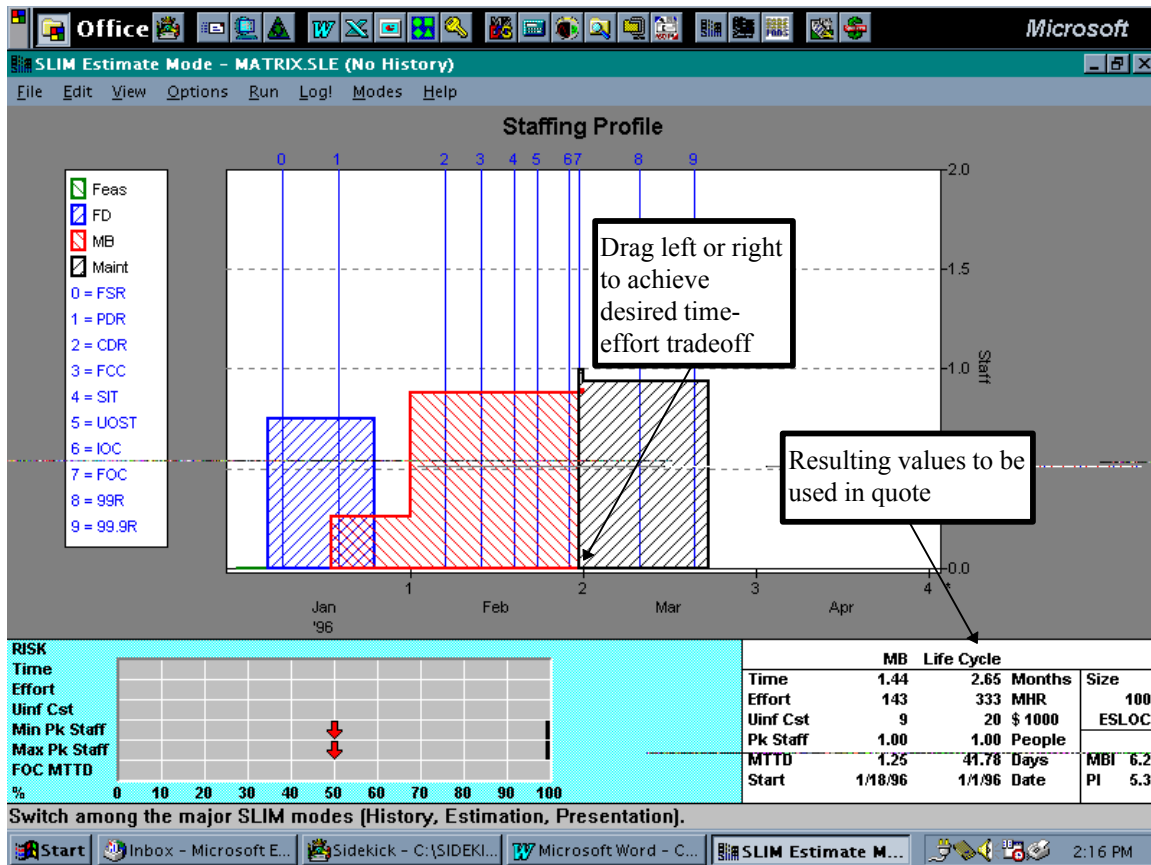 Office Microsoft
SLIM Estimate Mode - MATRIX.SLE (No History)
File Edit View Options Run Log! Modes Help
Staffing Profile
0 1 2 3 4 5 6 7 8 9
Feas
FD
MB
Maint
0 = FSR
1 = PDR
2 = CDR
3 = FCC
4 = SIT
5 = UOST
6 = IOC
7 = FOC
8 = 99R
9 = 99.9R
Drag left or right
to achieve
desired time-
effort tradeoff
Resulting values to be
used in quote
2.0
1.5
1.0
0.0
Staff
1 2 3 4 *
Jan Feb Mar Apr
'96
RISK
Time
Effort
Uinf Cst
Min Pk Staff
Max Pk Staff
FOC MTTD
% 0 10 20 30 40 50 60 70 80 90 100
MB Life Cycle
Time 1.44 2.65 Months
Effort 143 333 MHR
Uinf Cst 9 20 $ 1000
Pk Staff 1.00 1.00 People
MTTD 1.25 41.78 Days
Start 1/18/96 1/1/96 Date
Size
100
ESLOC
MBI 6.2
PI 5.3
Switch among the major SLIM modes (History, Estimation, Presentation).
Start Inbox - Microsoft E... Sidekick - C:\SIDEKI... Microsoft Word - C... SLIM Estimate M... 2:16 PM